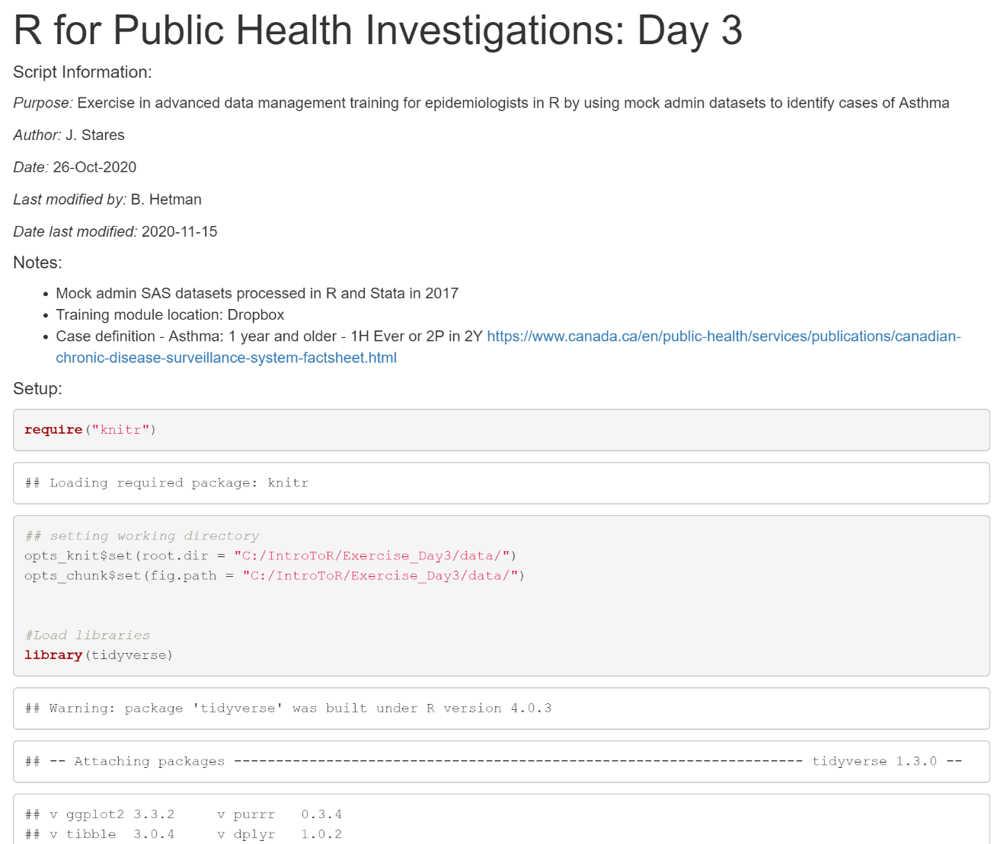 R for Public Health Investigations: Day 3
Script Information:
Purpose: Exercise in advanced data management training for epidemiologists in R by using mock admin datasets to identify cases of Asthma
Author: J. Stares
Date: 26-Oct-2020
Last modified by: B. Hetman
Date last modified: 2020-11-15
Notes:
• Mock admin SAS datasets processed in R and Stata in 2017
• Training module location: Dropbox
• Case definition - Asthma: 1 year and older - 1H Ever or 2P in 2Y https://www.canada.ca/en/public-health/services/publications/canadian-
chronic-disease-surveillance-system-factsheet.html
Setup:
require("knitr")
## Loading required package: knitr
## setting working directory
opts_knit$set(root.dir = "C:/IntroToR/Exercise_Day3/data/")
opts_chunk$set(fig.path = "C:/IntroToR/Exercise_Day3/data/")
#Load libraries
library(tidyverse)
## Warning: package 'tidyverse' was built under R version 4.0.3
## -- Attaching packages -------------------------------------------------------------------- tidyverse 1.3.0 --
## v ggplot2 3.3.2     v purrr   0.3.4
## v tibble  3.0.4     v dplyr   1.0.2